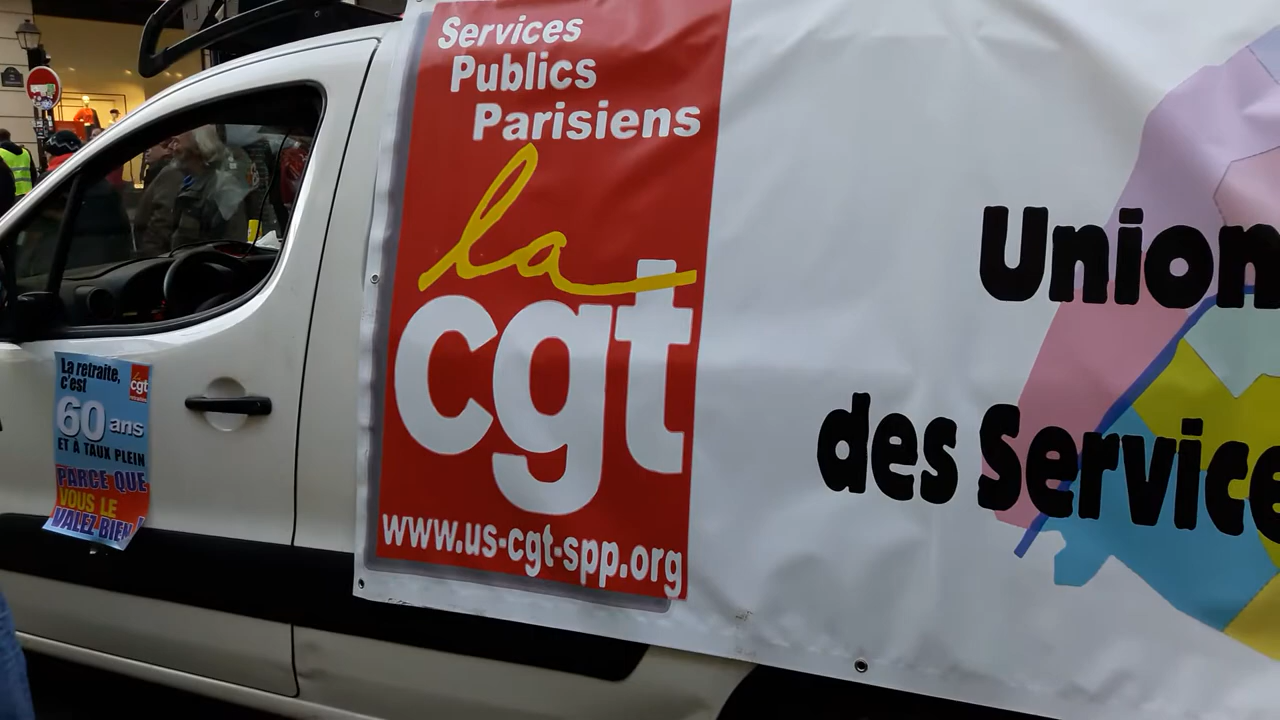 Services
Publics
Parisiens
la
cgt
www.us-cgt-spp.org
Union
des Service
La retraite,
c'est
cgt
60 ans
ET À TAUX PLEIN
PARCE QUE
VOUS LE
VALEZ BIEN!